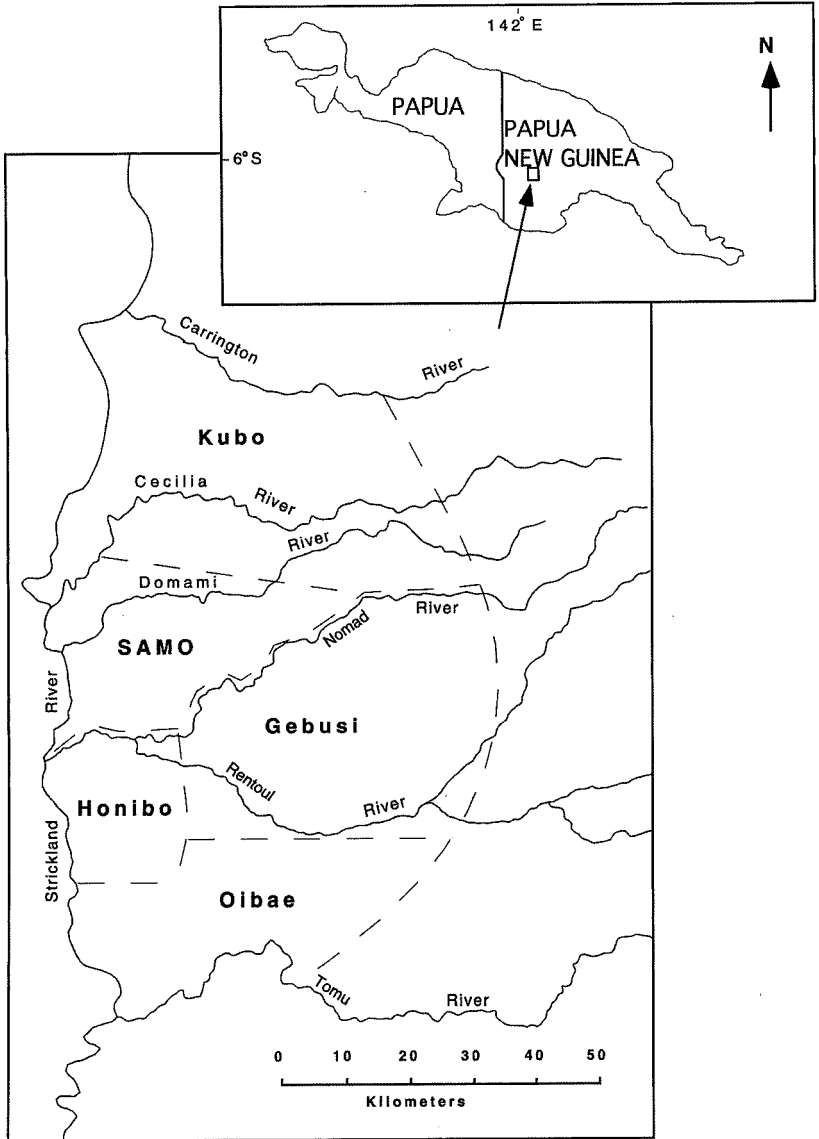 142° E
N
PAPUA
PAPUA
NEW GUINEA
6° S
Carrington
River
Kubo
Cecilia
River
River
Domami
River
Nomad
SAMO
River
Gebusi
Rentoul
River
Honibo
Strickland
Oibae
Tomu
River
0 10 20 30 40 50
Kilometers